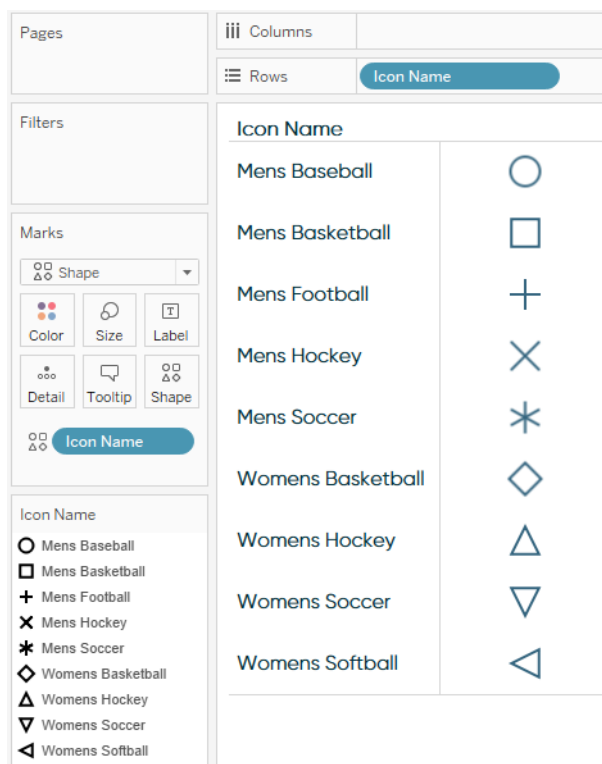 Pages
Columns
Rows
Icon Name
Filters
Icon Name
Mens Baseball
Mens Basketball
Mens Football
Mens Hockey
Mens Soccer
Womens Basketball
Womens Hockey
Womens Soccer
Womens Softball
Marks
Shape
Color
Size
T
Label
Detail
Tooltip
Shape
Icon Name
Icon Name
Mens Baseball
Mens Basketball
Mens Football
Mens Hockey
Mens Soccer
Womens Basketball
Womens Hockey
Womens Soccer
Womens Softball